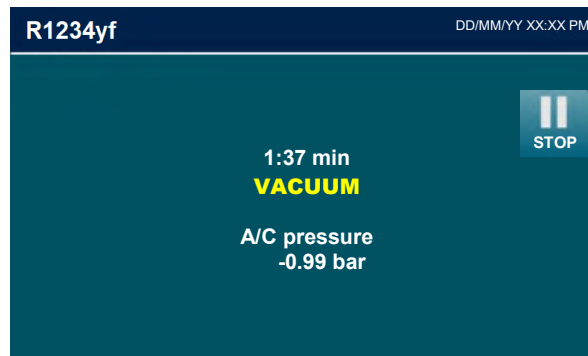 R1234yf
DD/MM/YY XX:XX PM
STOP
1:37 min
VACUUM
A/C pressure
-0.99 bar